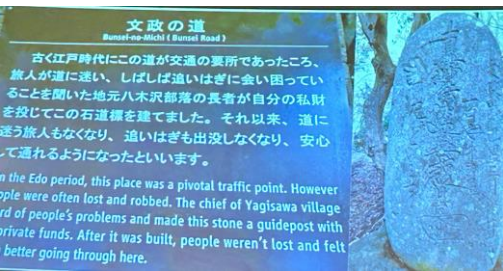 文政の道
Bunsei-no-Michi ( Bunsei Road )
古く江戸時代にこの道が交通の要所であったころ、
旅人が道に迷い、しばしば追いはぎに会い困ってい
ることを聞いた地元八木沢部落の長者が自分の私財
を投じてこの石道標を建てました。それ以来、道に
迷う旅人もなくなり、追いはぎも出没しなくなり、安心
して通れるようになったといいます。
n the Edo period, this place was a pivotal traffic point. However
ople were often lost and robbed. The chief of Yagisawa village
rd of people's problems and made this stone a guidepost with
private funds. After it was built, people weren't lost and felt
better going through here.